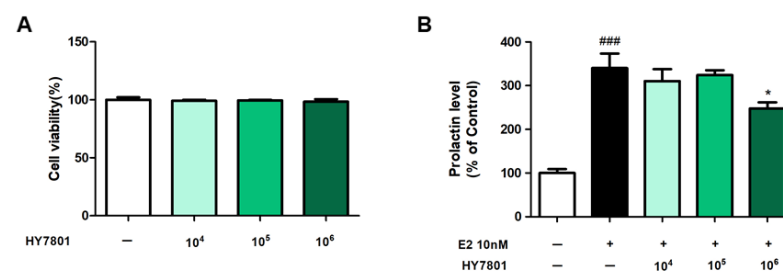 A
Cell viability(%)
150
100
50
0
HY7801
— 10⁴ 10⁵ 10⁶
B
Prolactin level
(% of Control)
400
300
200
100
0
###
*
E2 10nM — + + + +
HY7801 — — 10⁴ 10⁵ 10⁶